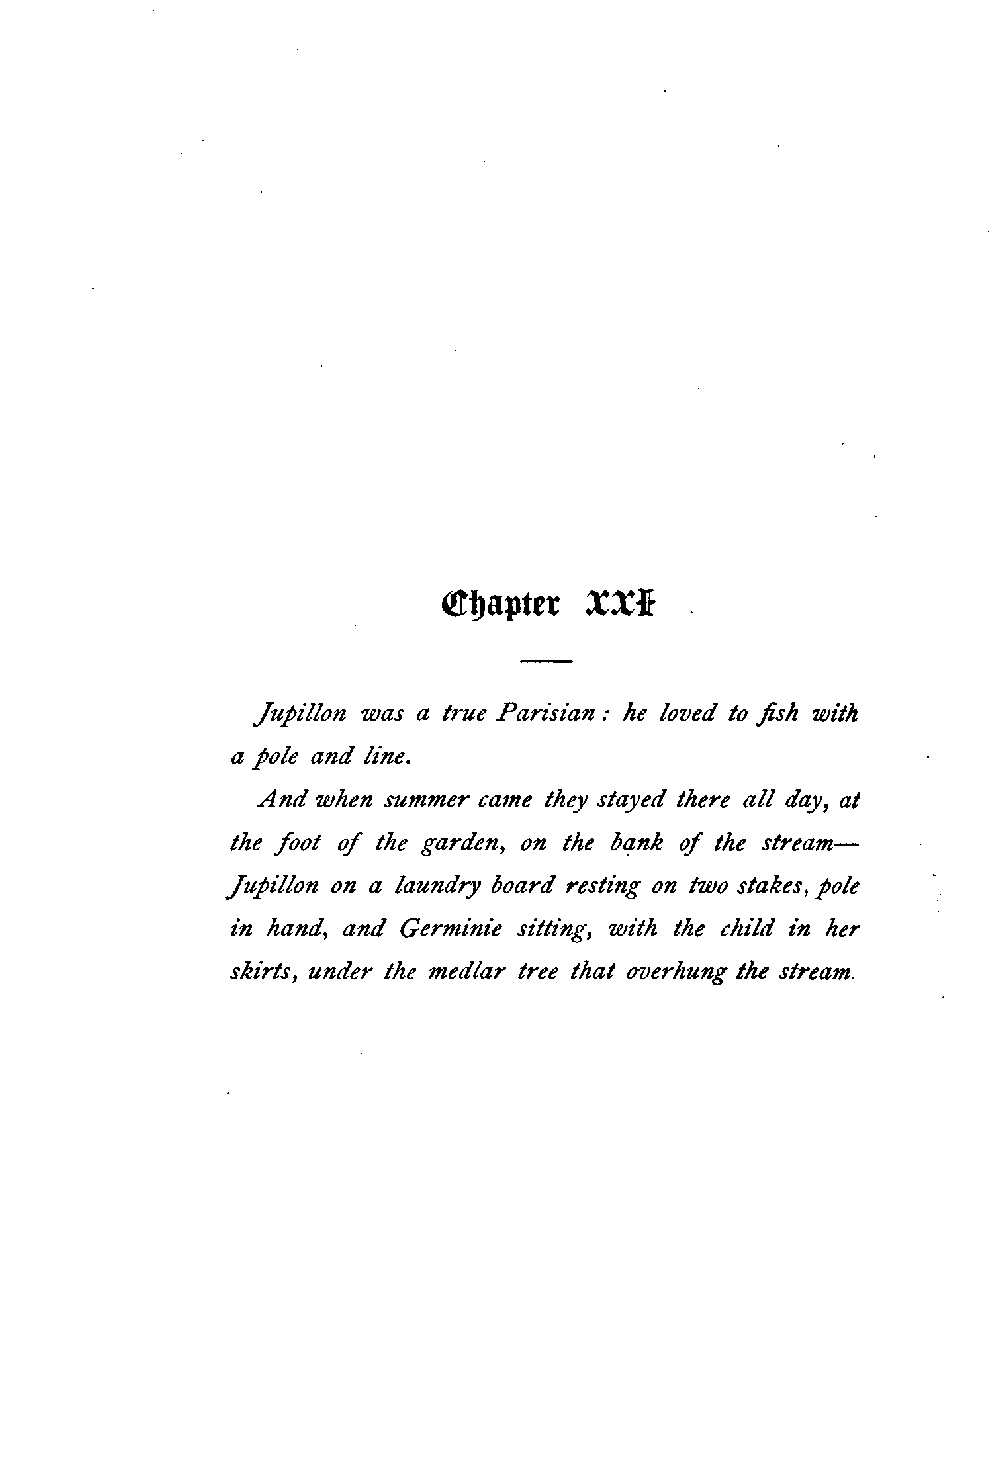 Chapter XXI
Jupillon was a true Parisian: he loved to fish with
a pole and line.
And when summer came they stayed there all day, at
the foot of the garden, on the bank of the stream—
Jupillon on a laundry board resting on two stakes, pole
in hand, and Germinie sitting, with the child in her
skirts, under the medlar tree that overhung the stream.